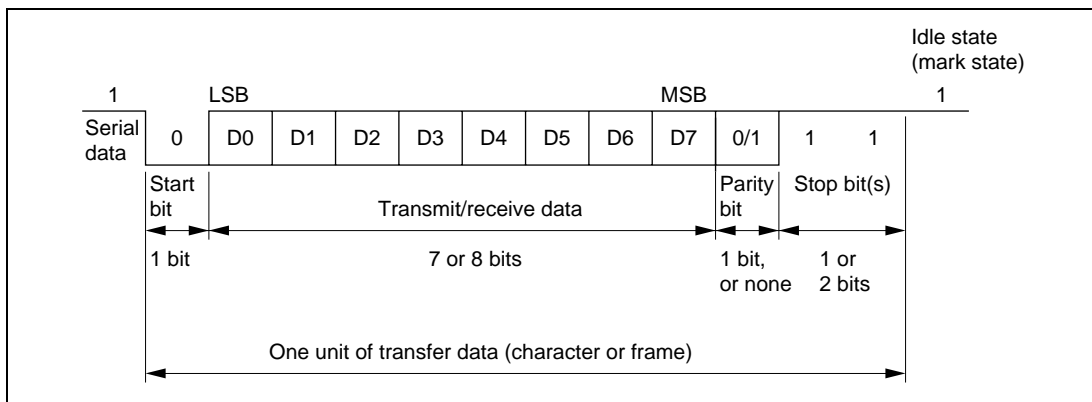 Idle state
(mark state)
1 LSB MSB 1
Serial
data
0 D0 D1 D2 D3 D4 D5 D6 D7 0/1 1 1
Start
bit
Transmit/receive data
Parity
bit
Stop bit(s)
1 bit
7 or 8 bits
1 bit,
or none
1 or
2 bits
One unit of transfer data (character or frame)